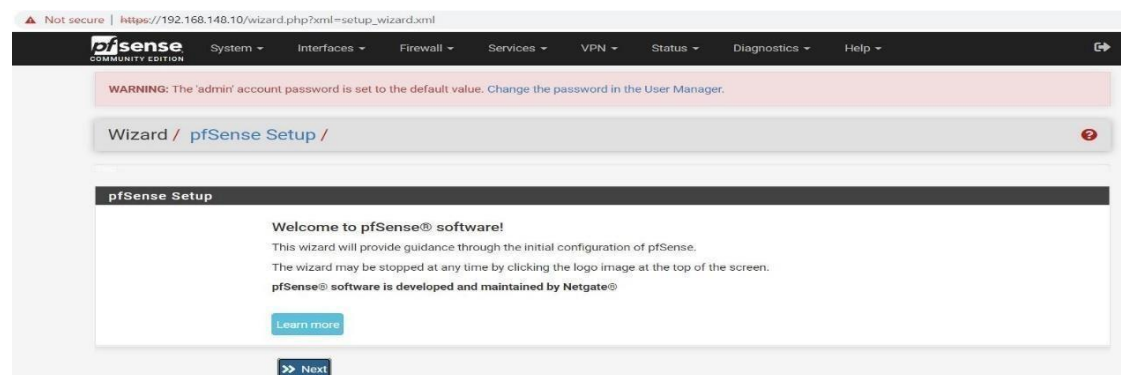 Not secure | https://192.168.148.10/wizard.php?xml=setup_wizard.xml
pfsense System Interfaces Firewall Services VPN Status Diagnostics Help
COMMUNITY EDITION
WARNING: The 'admin' account password is set to the default value. Change the password in the User Manager.
Wizard / pfSense Setup /
pfSense Setup
Welcome to pfSense® software!
This wizard will provide guidance through the initial configuration of pfSense.
The wizard may be stopped at any time by clicking the logo image at the top of the screen.
pfSense® software is developed and maintained by Netgate®
Learn more
>> Next